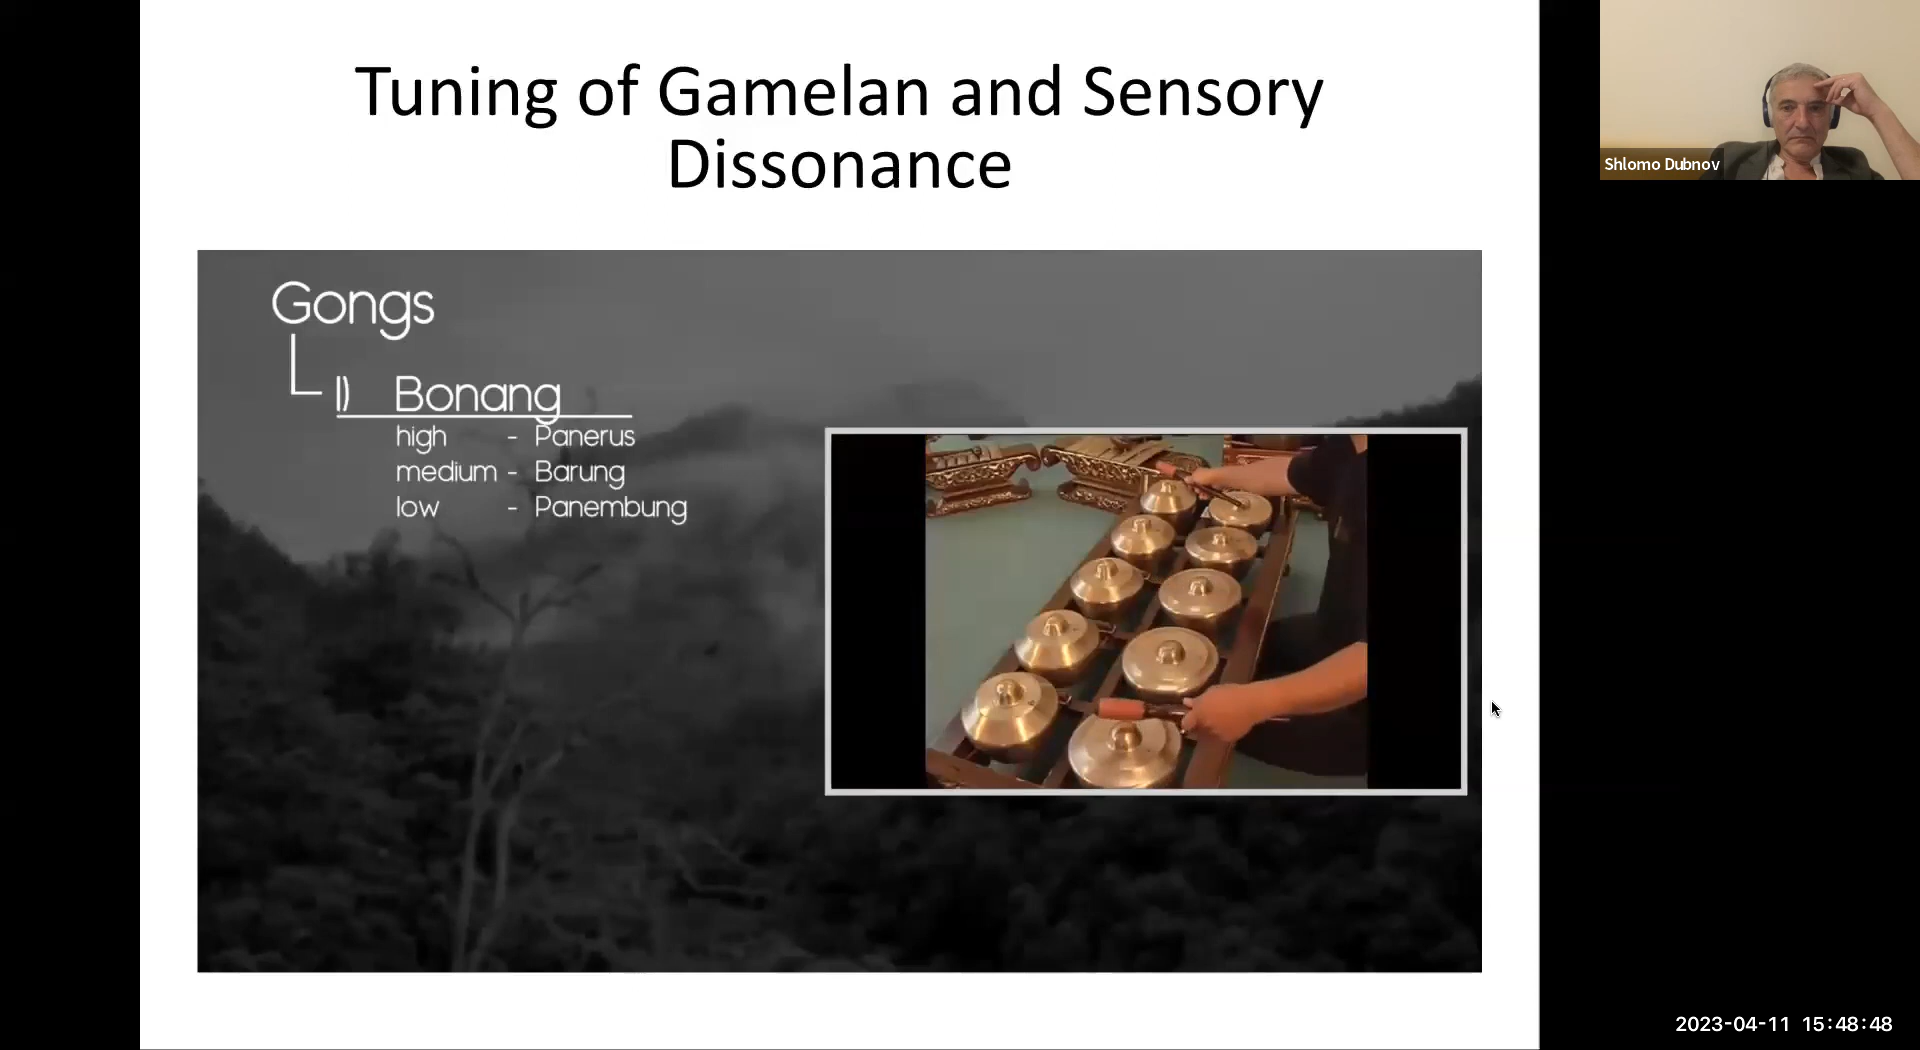 Tuning of Gamelan and Sensory
Dissonance
Gongs
1) Bonang
high - Panerus
medium - Barung
low - Panembung
Shlomo Dubnov
2023-04-11 15:48:48